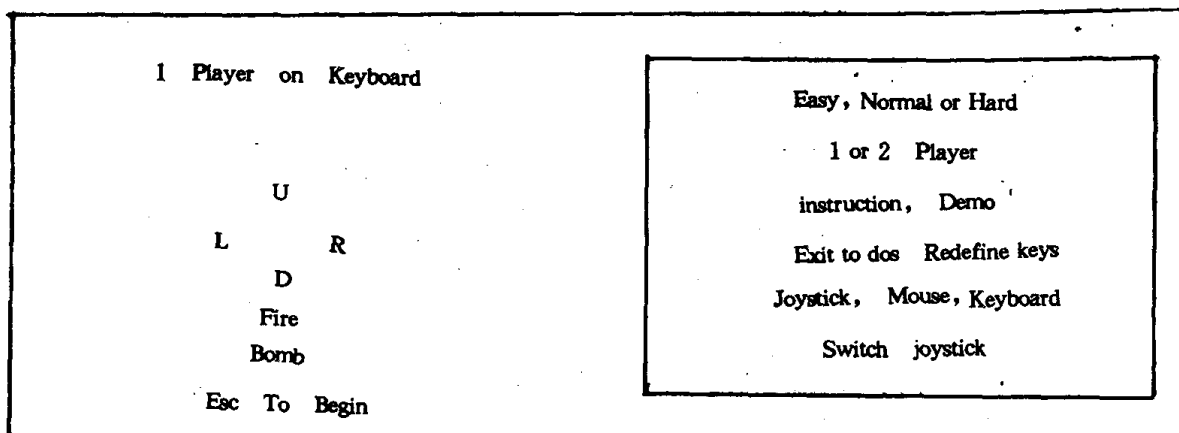 1 Player on Keyboard
U
L R
D
Fire
Bomb
Esc To Begin
Easy, Normal or Hard
1 or 2 Player
instruction, Demo
Exit to dos Redefine keys
Joystick, Mouse, Keyboard
Switch joystick